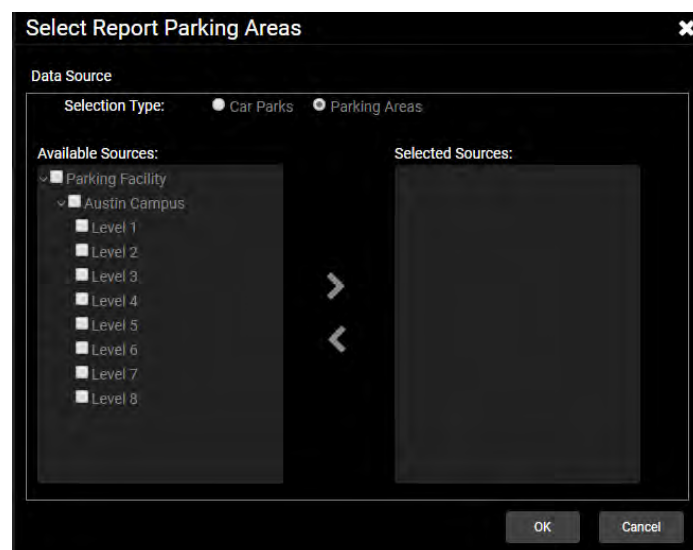 Select Report Parking Areas
Data Source
Selection Type: Car Parks Parking Areas
Available Sources: Selected Sources:
Parking Facility
Austin Campus
Level 1
Level 2
Level 3
Level 4
Level 5
Level 6
Level 7
Level 8
OK Cancel